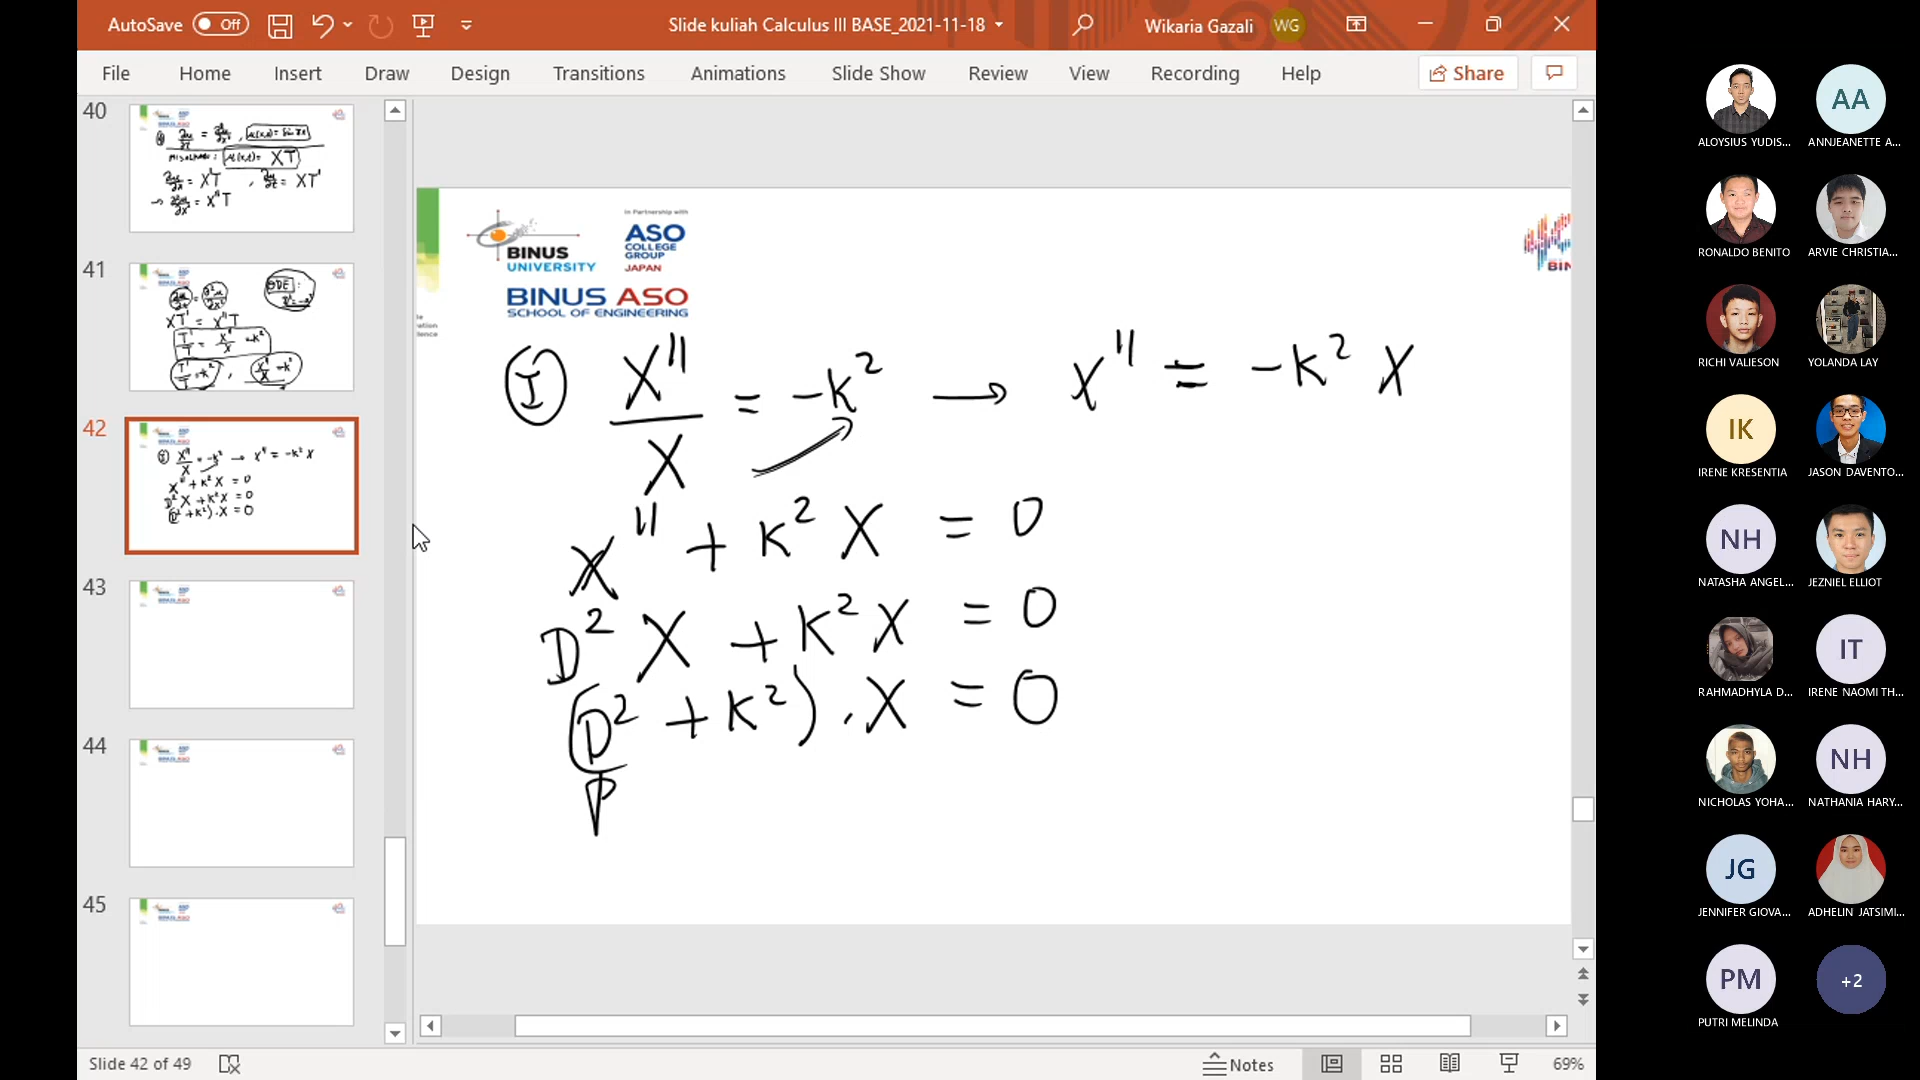 AutoSave Off
Slide kuliah Calculus III BASE_2021-11-18
Wikaria Gazali WG
File Home Insert Draw Design Transitions Animations Slide Show Review View Recording Help Share
40
41
42
43
44
45
In Partnership with
BINUS UNIVERSITY
ASO COLLEGE GROUP JAPAN
BINUS ASO
SCHOOL OF ENGINEERING
BIN
Ⓘ X''/X = -K² → X'' = -K² X
X'' + K² X = 0
D² X + K² X = 0
(D² + K²) . X = 0
P
ALOYSIUS YUDIS...
AA
ANNJEANETTE A...
RONALDO BENITO
ARVIE CHRISTIA...
RICHI VALIESON
YOLANDA LAY
IK
IRENE KRESENTIA
JASON DAVENTO...
NH
NATASHA ANGEL...
JEZNIEL ELLIOT
RAHMADHYLA D...
IT
IRENE NAOMI TH...
NICHOLAS YOHA...
NH
NATHANIA HARY...
JG
JENNIFER GIOVA...
ADHELIN JATSIMI...
PM
PUTRI MELINDA
+2
Slide 42 of 49
Notes
69%